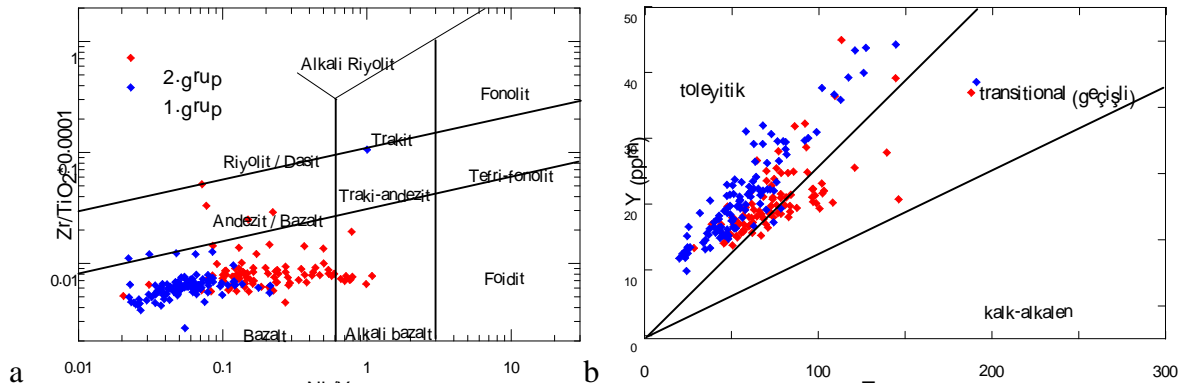 1
0.1
0.01
Zr/TiO2*0.0001
2.grup
1.grup
Alkali Riyolit
Fonolit
Trakit
Riyolit / Dasit
Tefri-fonolit
Traki-andezit
Andezit / Bazalt
Foidit
Bazalt
Alkali bazalt
0.01
0.1
1
10
a
50
40
30
20
10
0
Y (ppm)
toleyitik
transitional (geçişli)
kalk-alkalen
0
100
200
300
b